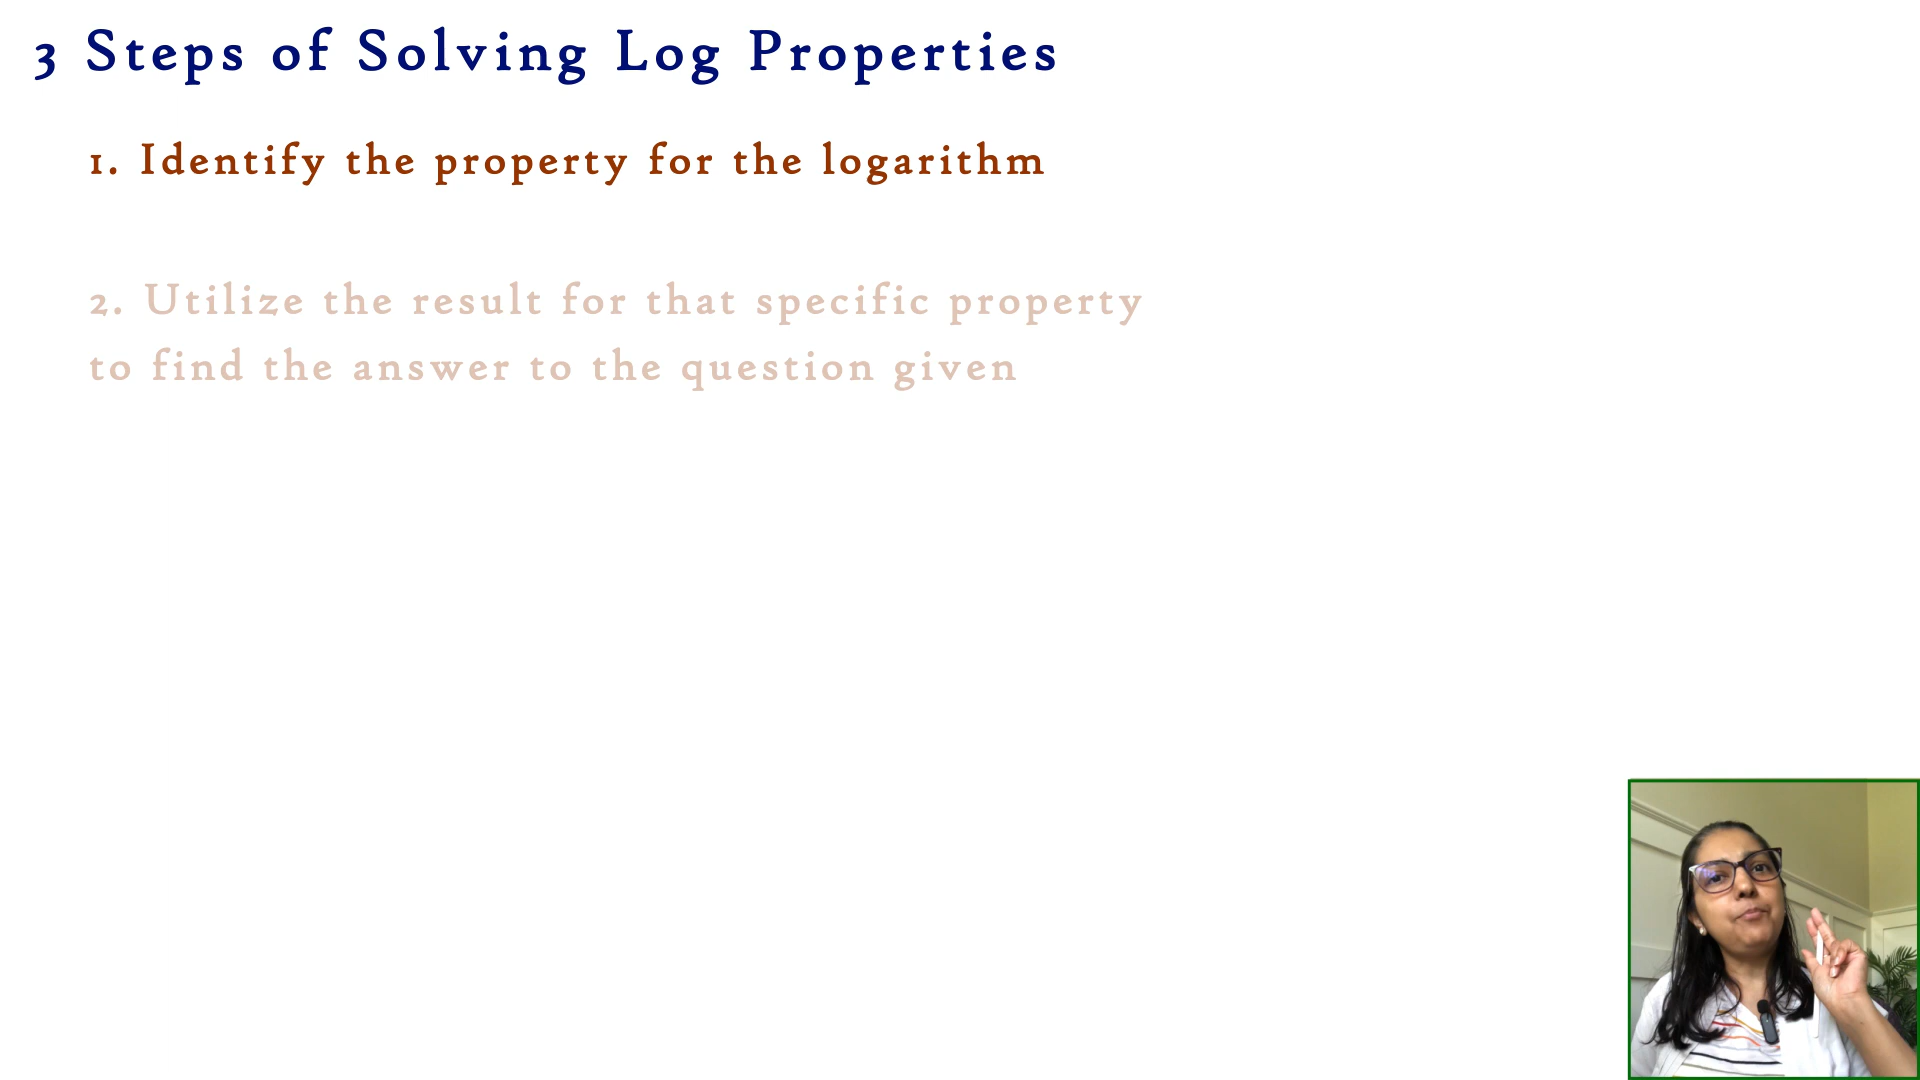 3 Steps of Solving Log Properties
1. Identify the property for the logarithm
2. Utilize the result for that specific property
to find the answer to the question given